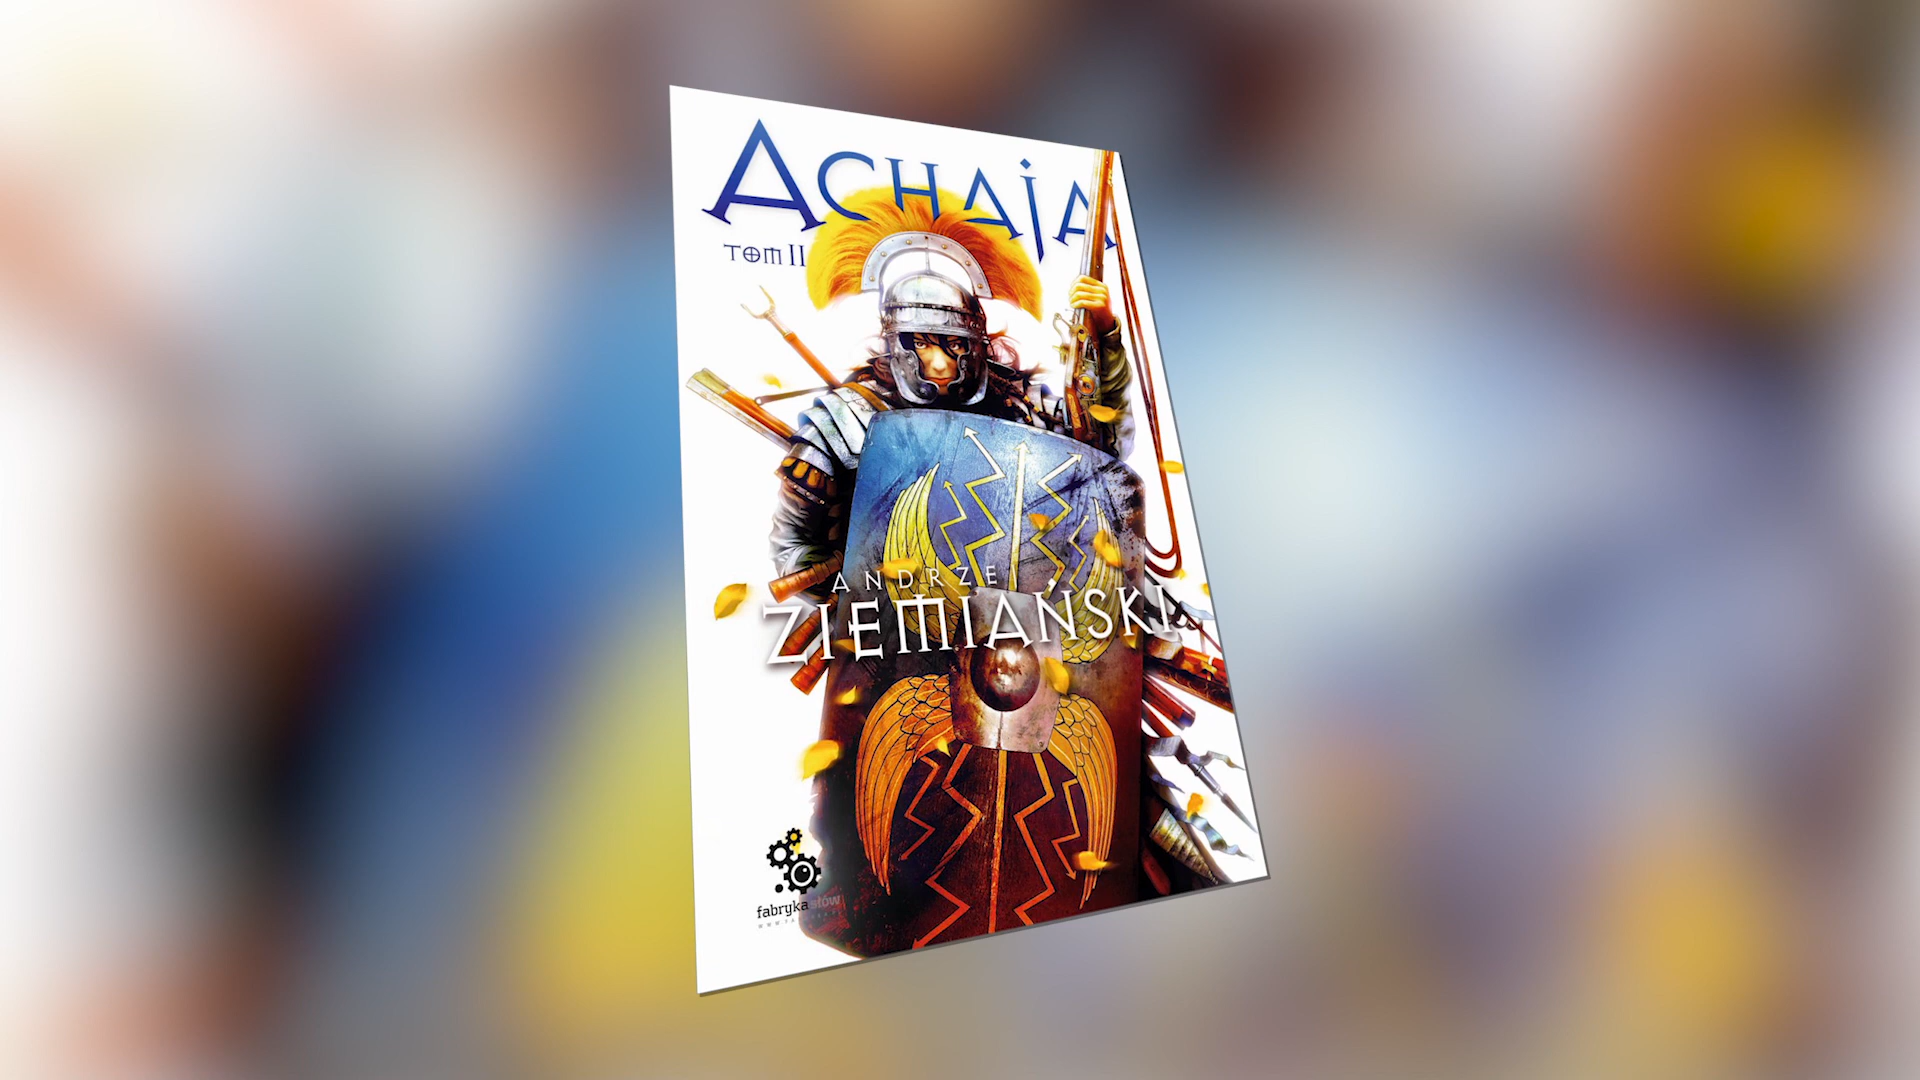 ACHAJA
TOM II
ANDRZE
ZIEMIAŃSKI
fabryka słów